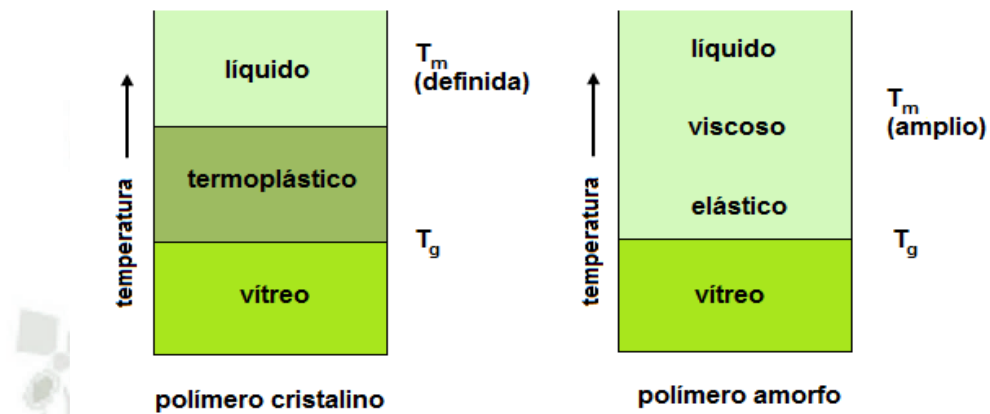 temperatura
líquido
termoplástico
vítreo
Tm
(definida)
Tg
polímero cristalino
temperatura
líquido
viscoso
elástico
vítreo
Tm
(amplio)
Tg
polímero amorfo